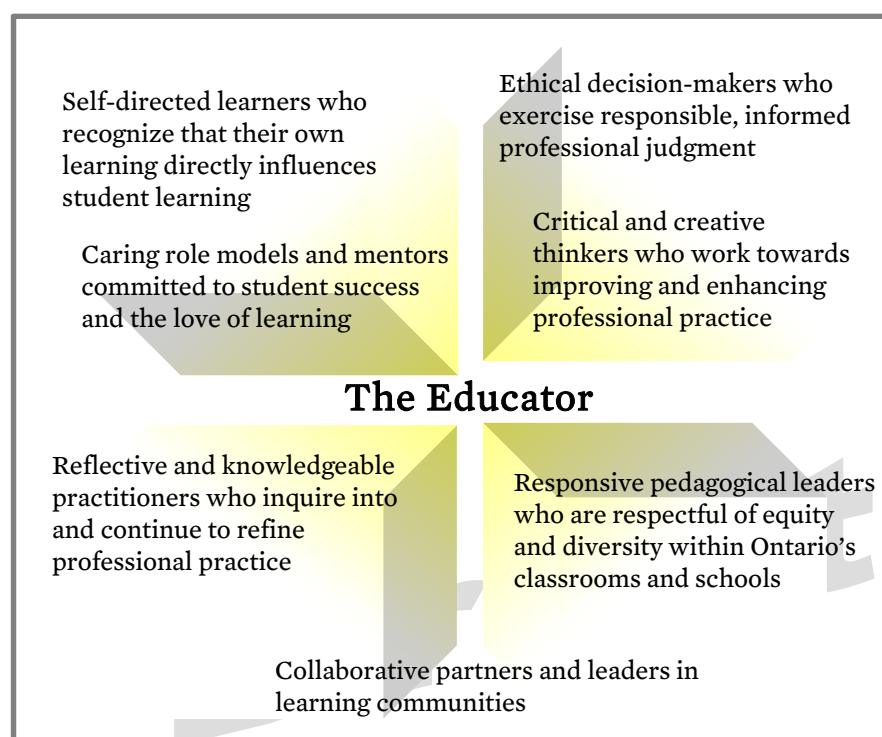 Self-directed learners who
recognize that their own
learning directly influences
student learning
Ethical decision-makers who
exercise responsible, informed
professional judgment
Caring role models and mentors
committed to student success
and the love of learning
Critical and creative
thinkers who work towards
improving and enhancing
professional practice
The Educator
Reflective and knowledgeable
practitioners who inquire into
and continue to refine
professional practice
Responsive pedagogical leaders
who are respectful of equity
and diversity within Ontario’s
classrooms and schools
Collaborative partners and leaders in
learning communities